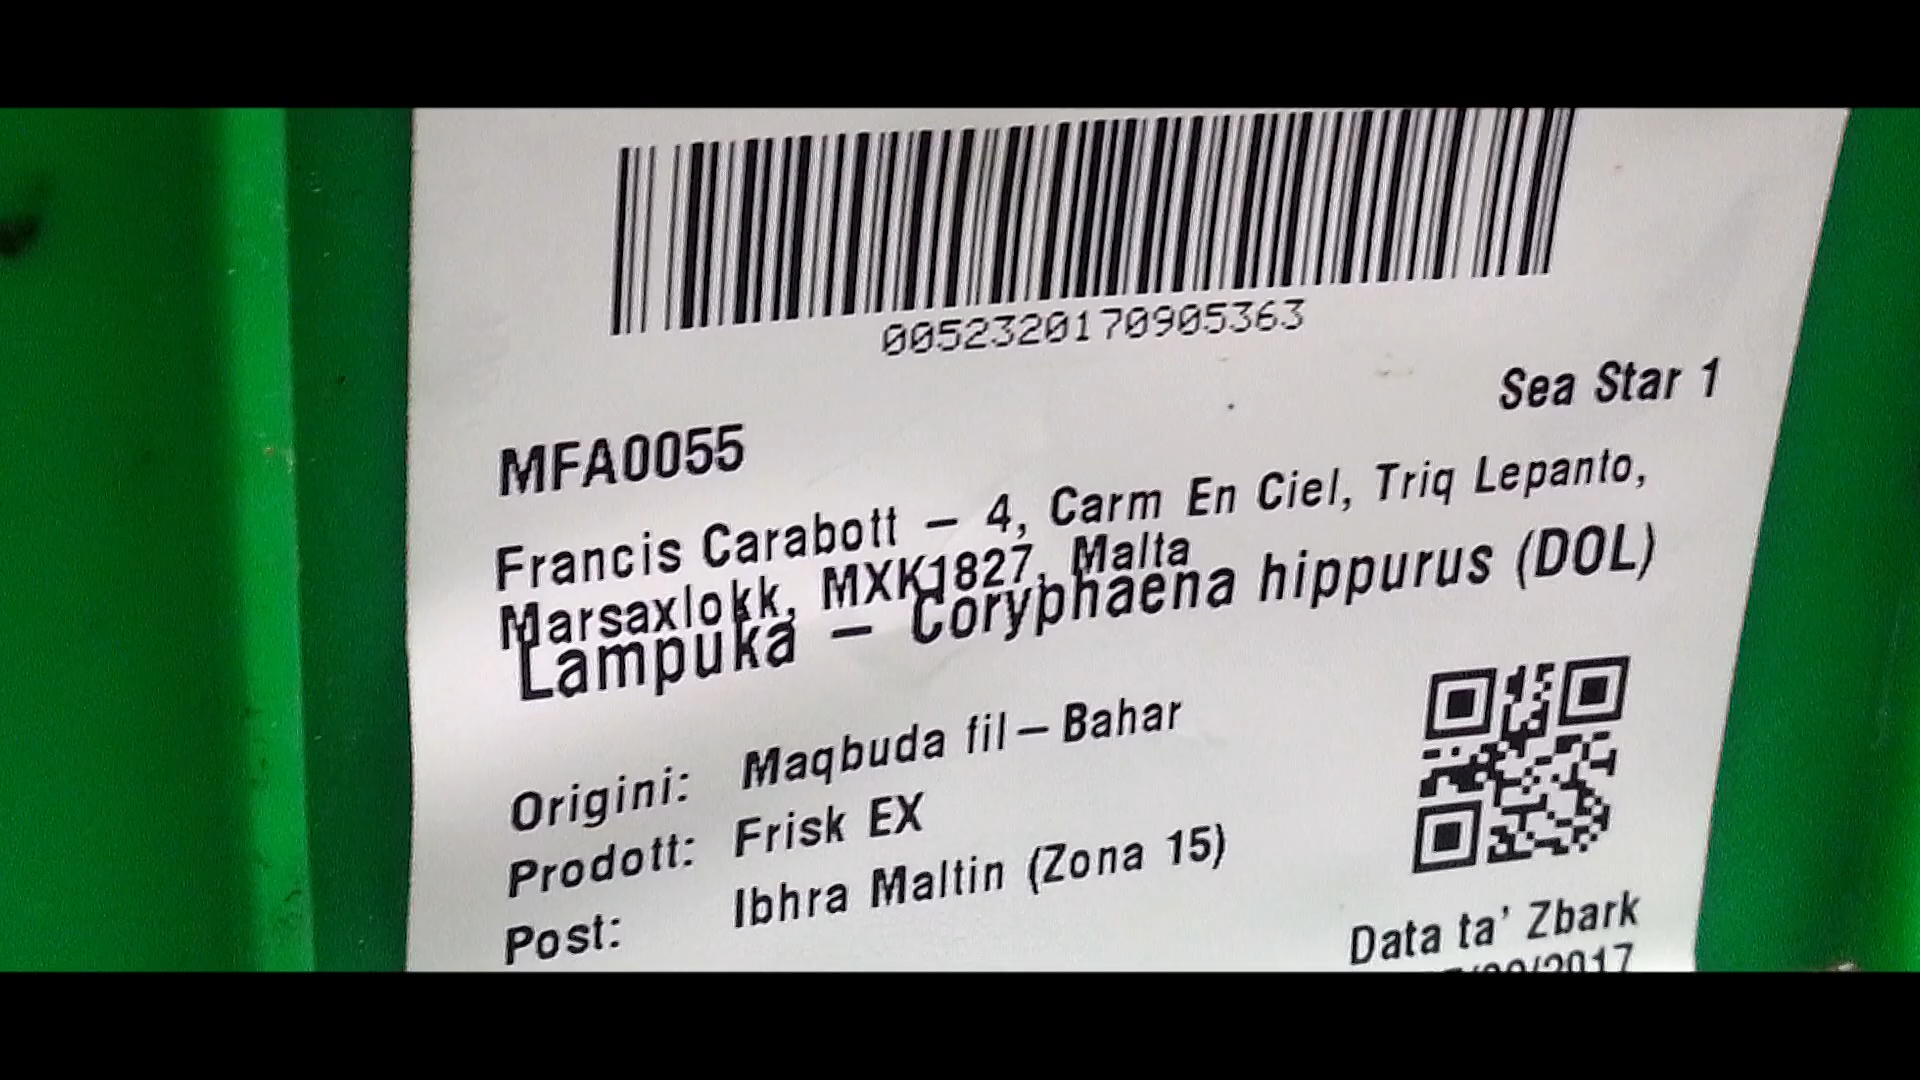 0052320170905363
Sea Star 1
MFA0055
Francis Carabott – 4, Carm En Ciel, Triq Lepanto,
Marsaxlokk, MXK1827, Malta
Lampuka – Coryphaena hippurus (DOL)
Origini: Maqbuda fil – Bahar
Prodott: Frisk EX
Post: Ibhra Maltin (Zona 15)
Data ta' Zbark
/2017